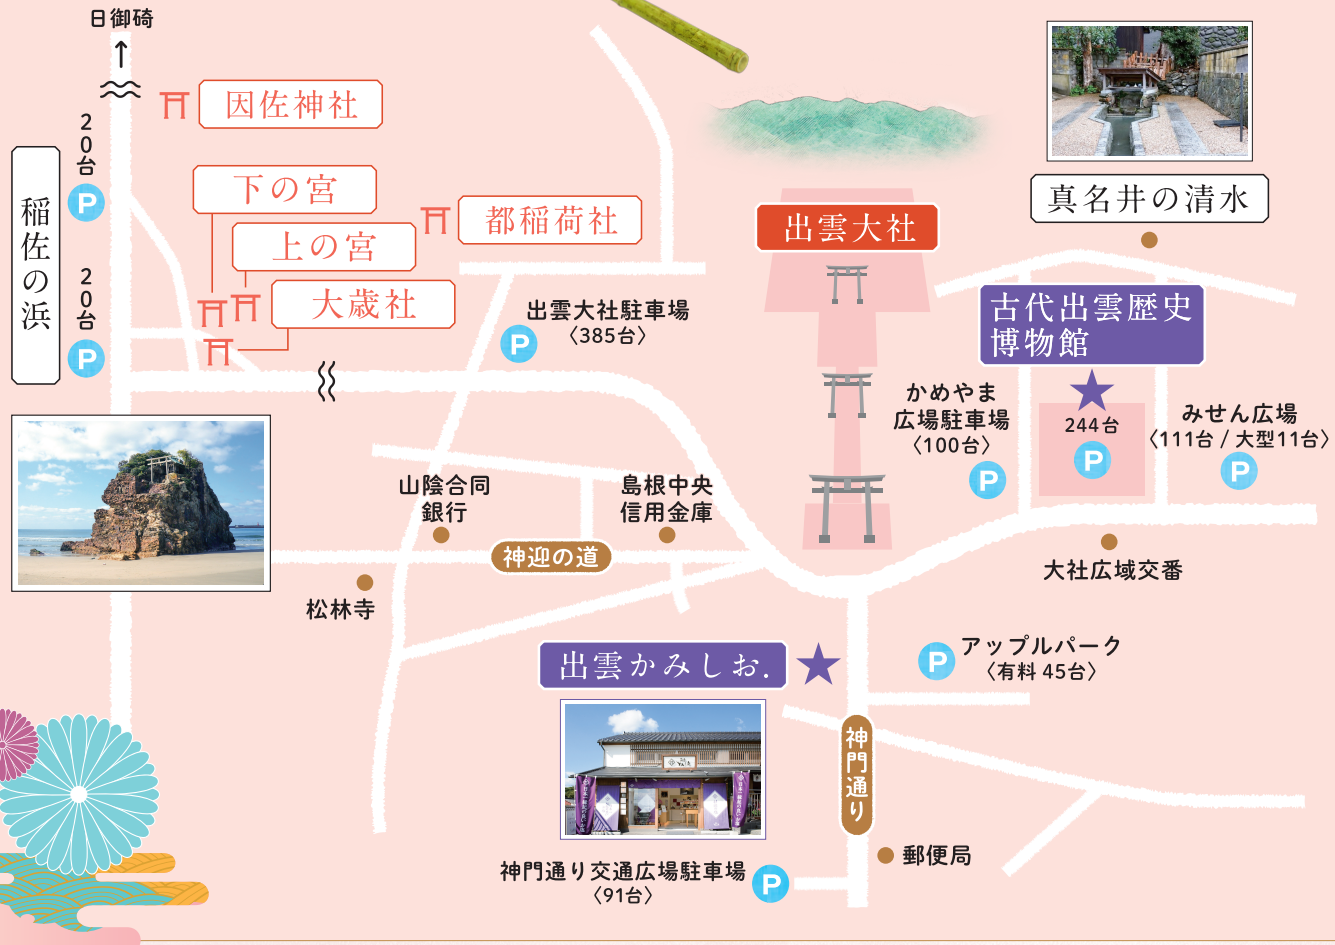 日御碕
因佐神社
20台
P
稲佐の浜
20台
P
下の宮
上の宮
大歳社
都稲荷社
出雲大社駐車場
〈385台〉
P
出雲大社
真名井の清水
古代出雲歴史
博物館
かめやま
広場駐車場
〈100台〉
P
244台
P
みせん広場
〈111台 / 大型11台〉
P
山陰合同
銀行
島根中央
信用金庫
神迎の道
松林寺
大社広域交番
出雲かみしお.
P
アップルパーク
〈有料 45台〉
神門通り
神門通り交通広場駐車場
〈91台〉
P
郵便局